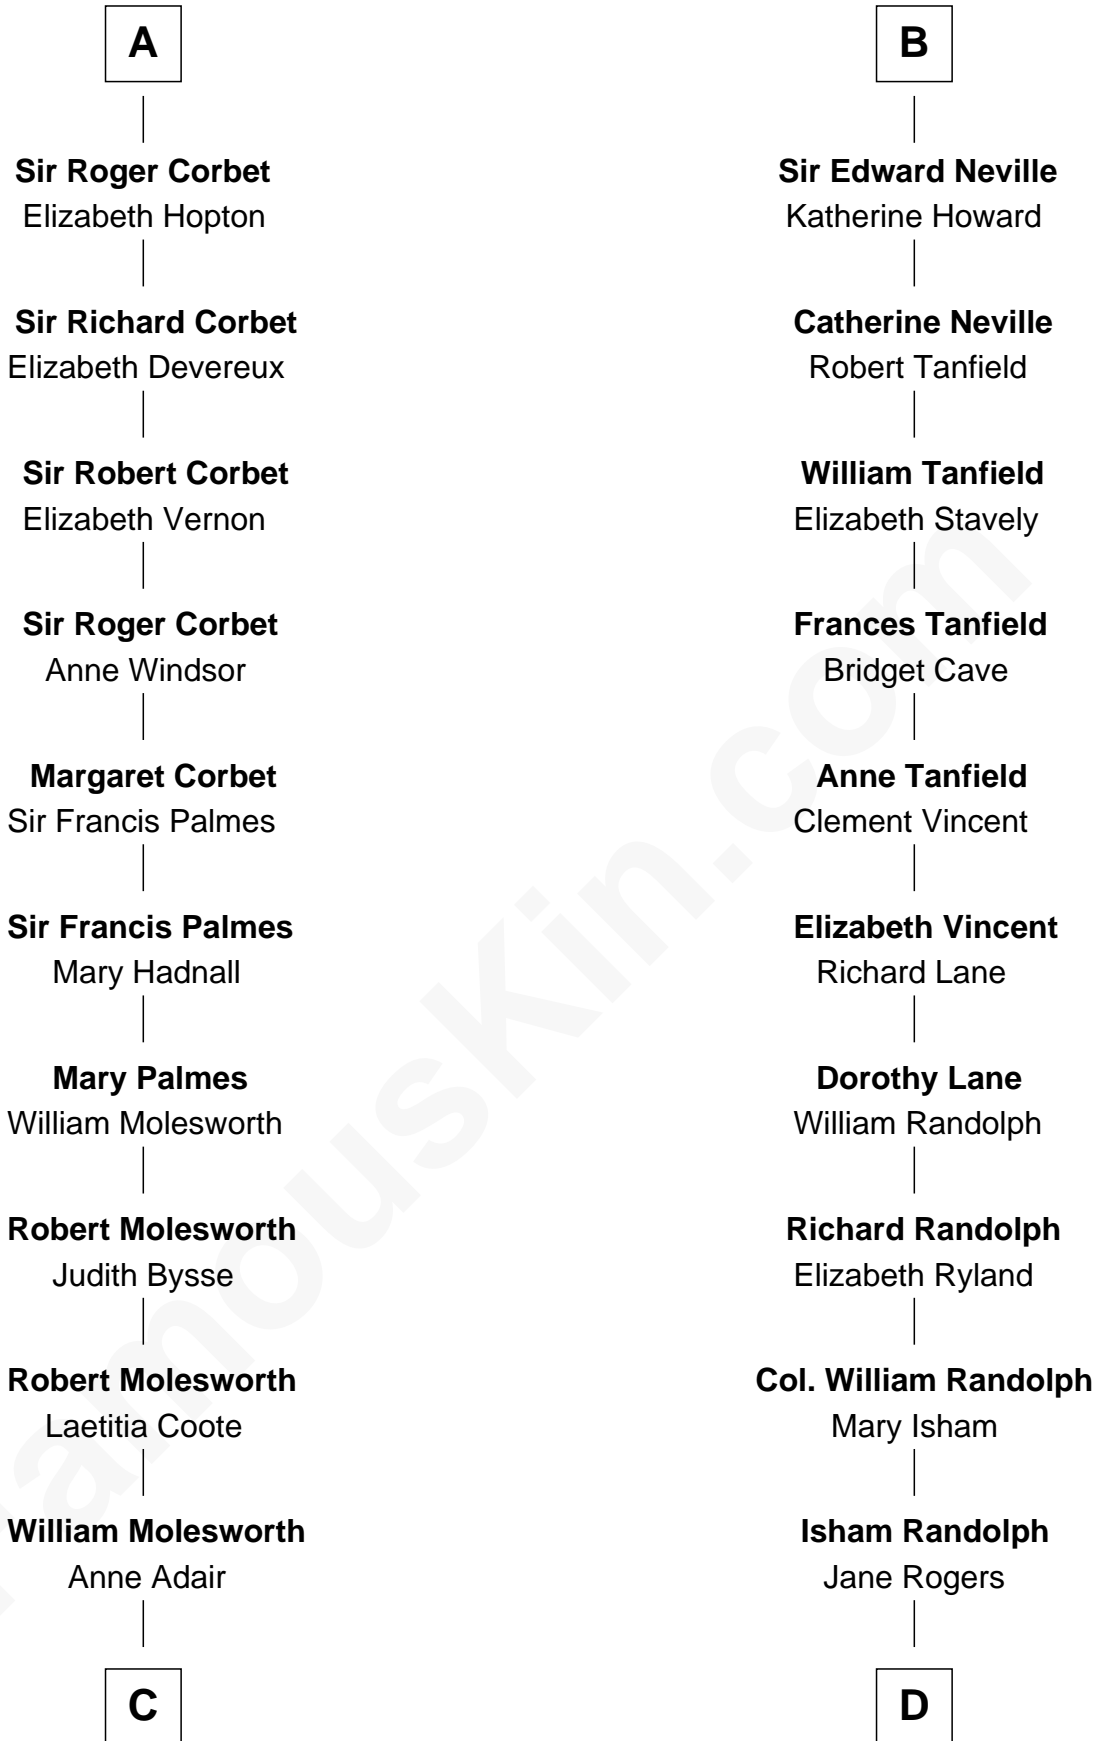 A
Sir Roger Corbet
Elizabeth Hopton
Sir Richard Corbet
Elizabeth Devereux
Sir Robert Corbet
Elizabeth Vernon
Sir Roger Corbet
Anne Windsor
Margaret Corbet
Sir Francis Palmes
Sir Francis Palmes
Mary Hadnall
Mary Palmes
William Molesworth
Robert Molesworth
Judith Bysse
Robert Molesworth
Laetitia Coote
William Molesworth
Anne Adair
C
B
Sir Edward Neville
Katherine Howard
Catherine Neville
Robert Tanfield
William Tanfield
Elizabeth Stavely
Frances Tanfield
Bridget Cave
Anne Tanfield
Clement Vincent
Elizabeth Vincent
Richard Lane
Dorothy Lane
William Randolph
Richard Randolph
Elizabeth Ryland
Col. William Randolph
Mary Isham
Isham Randolph
Jane Rogers
D
FamousKin.com